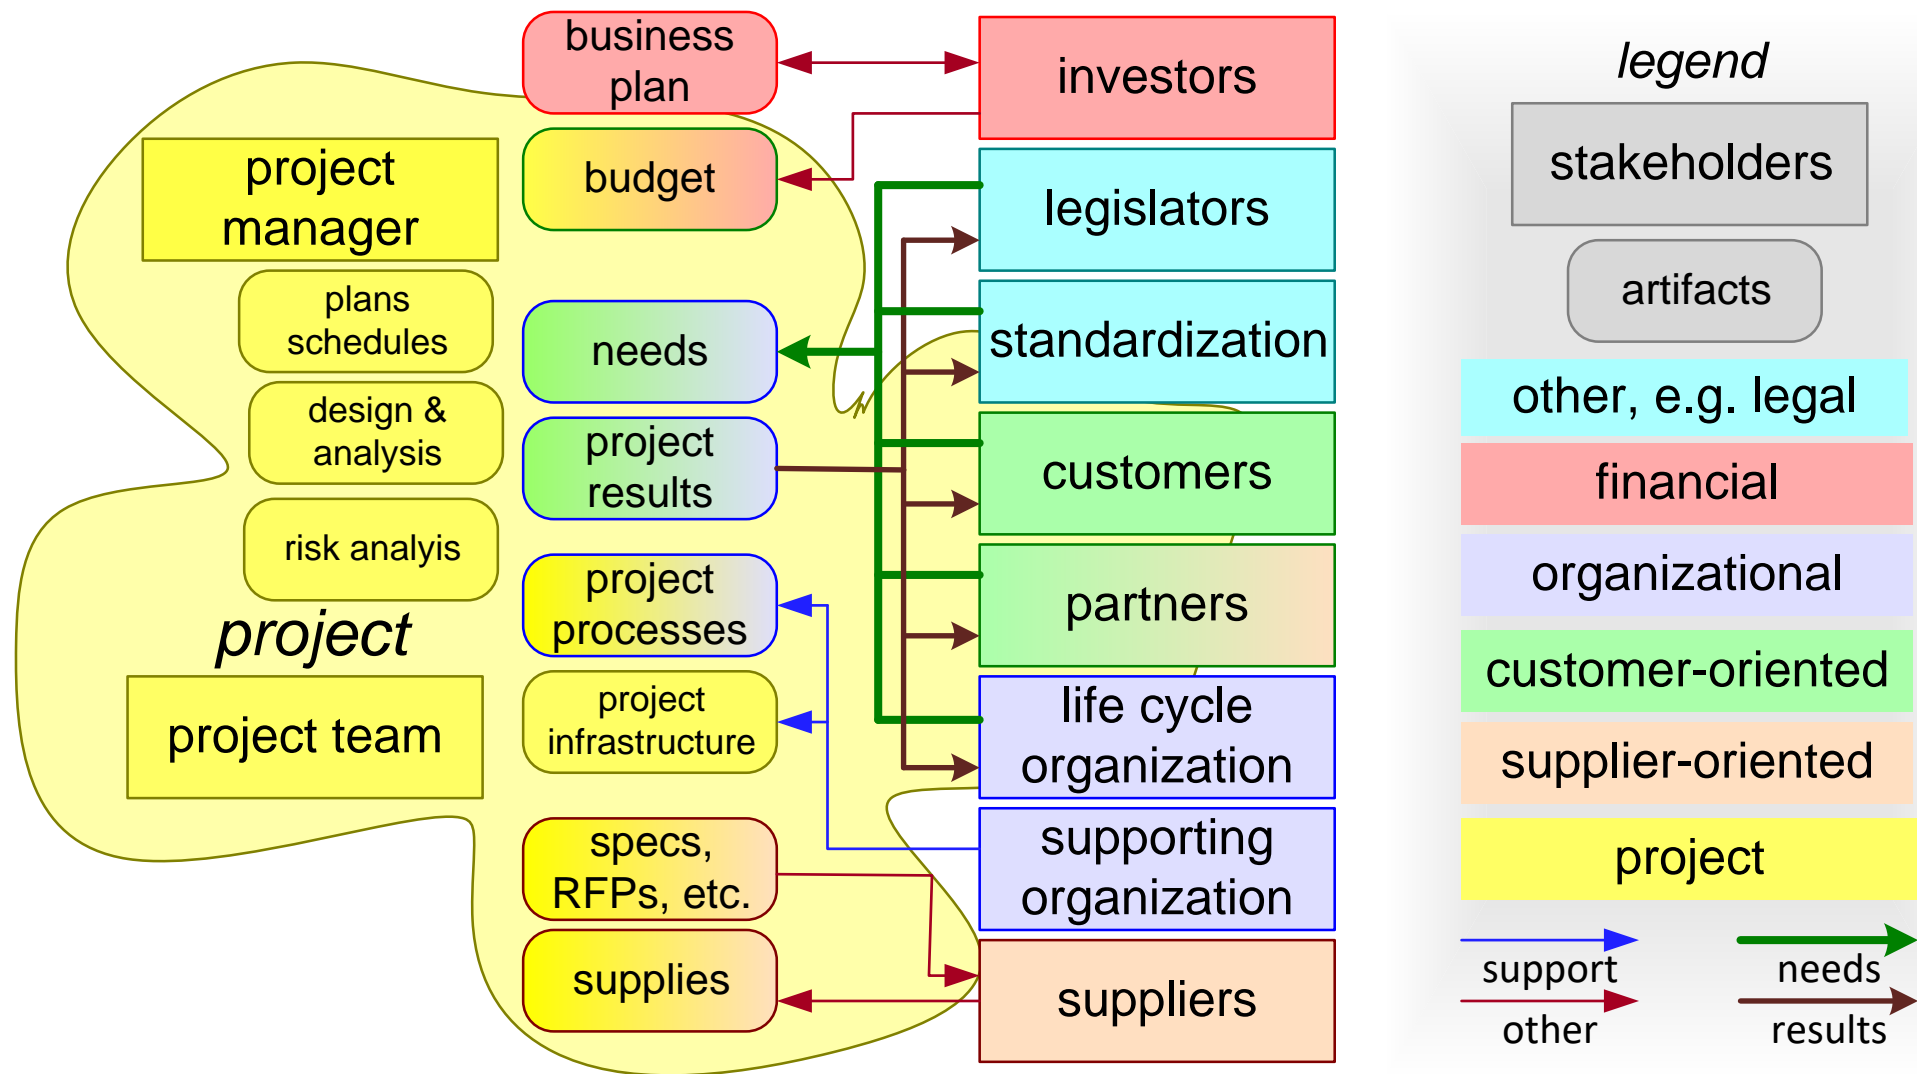 business
plan
budget
project
manager
plans
schedules
design &
analysis
risk analyis
project
project team
needs
project
results
project
processes
project
infrastructure
specs,
RFPs, etc.
supplies
investors
legislators
standardization
customers
partners
life cycle
organization
supporting
organization
suppliers
legend
stakeholders
artifacts
other, e.g. legal
financial
organizational
customer-oriented
supplier-oriented
project
support
needs
other
results